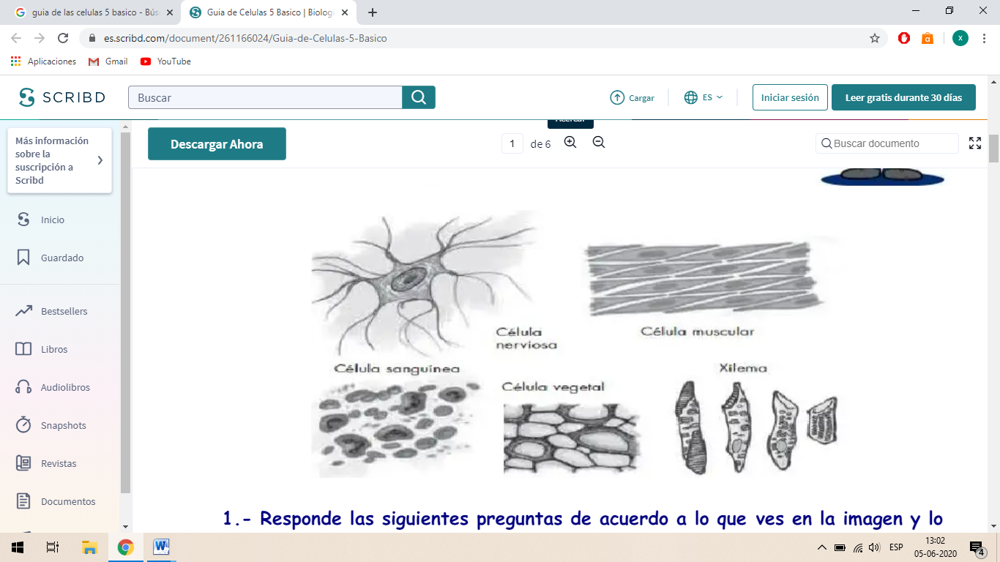 guia de las celulas 5 basico - Bús
Guia de Celulas 5 Basico | Biolog
es.scribd.com/document/261166024/Guia-de-Celulas-5-Basico
x
Aplicaciones Gmail YouTube
SCRIBD
Buscar
Cargar
ES
Iniciar sesión
Leer gratis durante 30 días
Acercar
Más información
sobre la
suscripción a
Scribd
Descargar Ahora
1 de 6
Buscar documento
Inicio
Guardado
Bestsellers
Libros
Audiolibros
Snapshots
Revistas
Documentos
Célula
nerviosa
Célula muscular
Célula sanguínea
Célula vegetal
Xilema
1.- Responde las siguientes preguntas de acuerdo a lo que ves en la imagen y lo
ESP
13:02
05-06-2020
4